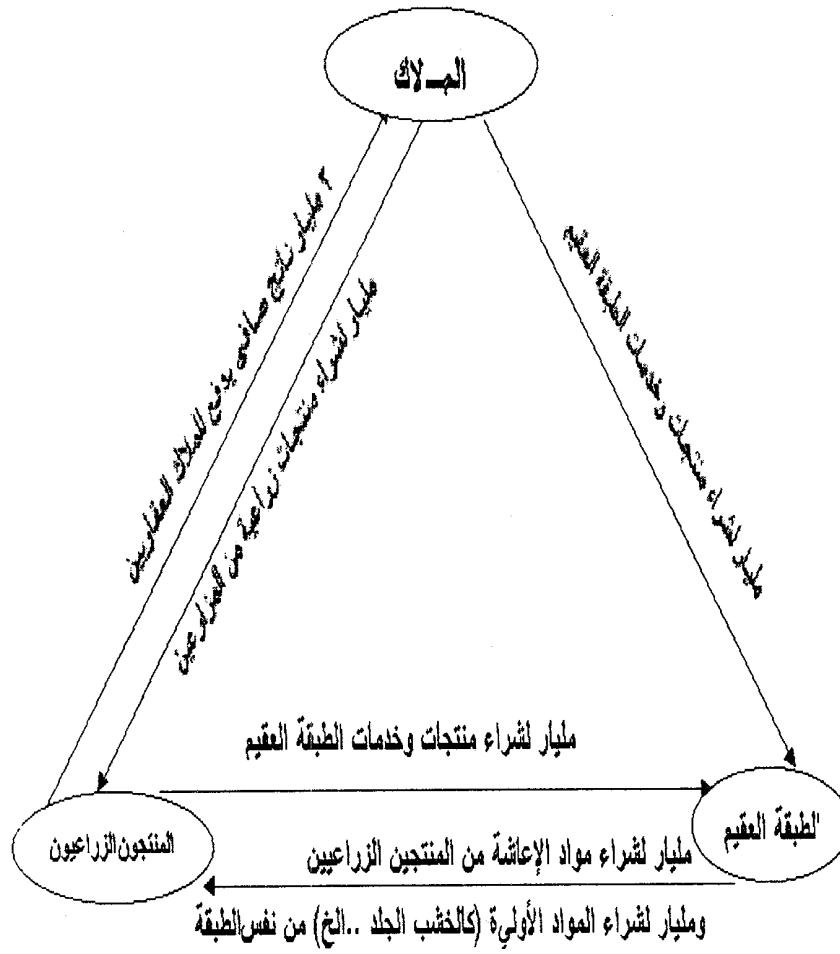 الملاك
٢ مليار ناتج صافى يدفع للملاك العقاريين
مليار لشراء منتجات زراعية من المزارعين
مليار لشراء منتجات وخدمات الطبقة العقيم
مليار لشراء منتجات وخدمات الطبقة العقيم
المنتجون الزراعيون
الطبقة العقيم
مليار لشراء مواد الإعاشة من المنتجين الزراعيين
ومليار لشراء المواد الأولية (كالخشب الجلد ..الخ) من نفس الطبقة